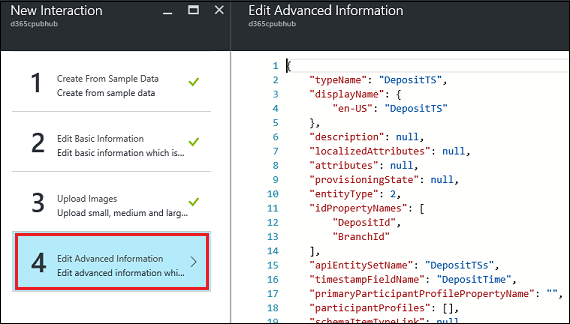 New Interaction
d365cpubhub
1
Create From Sample Data
Create from sample data
2
Edit Basic Information
Edit basic information which is...
3
Upload Images
Upload small, medium and larg...
4
Edit Advanced Information
Edit advanced information whi...
Edit Advanced Information
d365cpubhub
1 {
2 "typeName": "DepositTS",
3 "displayName": {
4 "en-US": "DepositTS"
5 },
6 "description": null,
7 "localizedAttributes": null,
8 "attributes": null,
9 "provisioningState": null,
10 "entityType": 2,
11 "idPropertyNames": [
12 "DepositId",
13 "BranchId"
14 ],
15 "apiEntitySetName": "DepositTSs",
16 "timestampFieldName": "DepositTime",
17 "primaryParticipantProfilePropertyName": "",
18 "participantProfiles": [],
19 "schemaItemTypeLink": null,